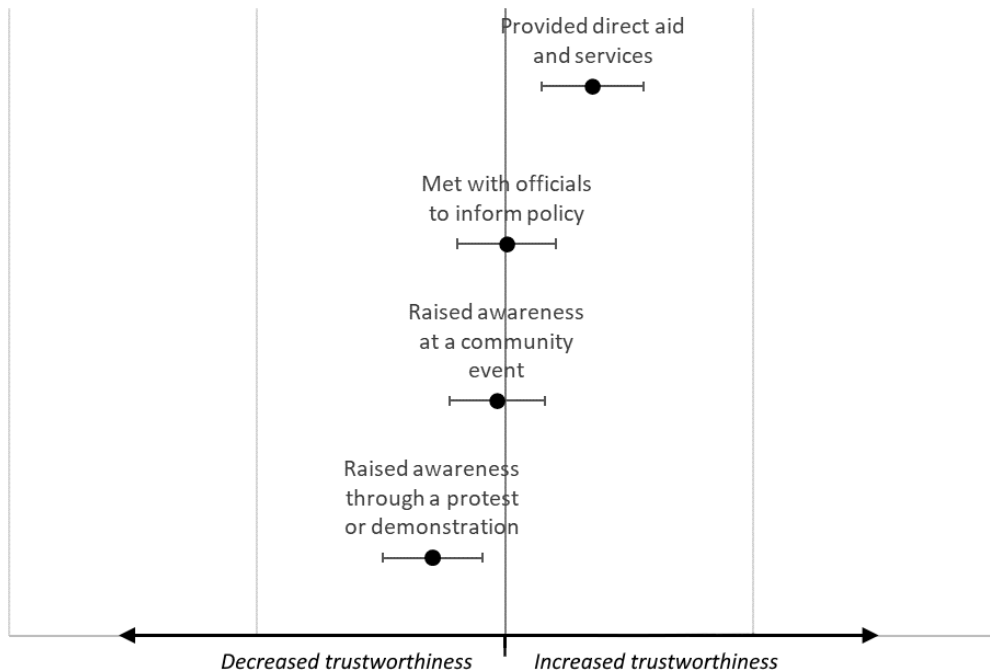 Provided direct aid
and services
Met with officials
to inform policy
Raised awareness
at a community
event
Raised awareness
through a protest
or demonstration
Decreased trustworthiness
Increased trustworthiness